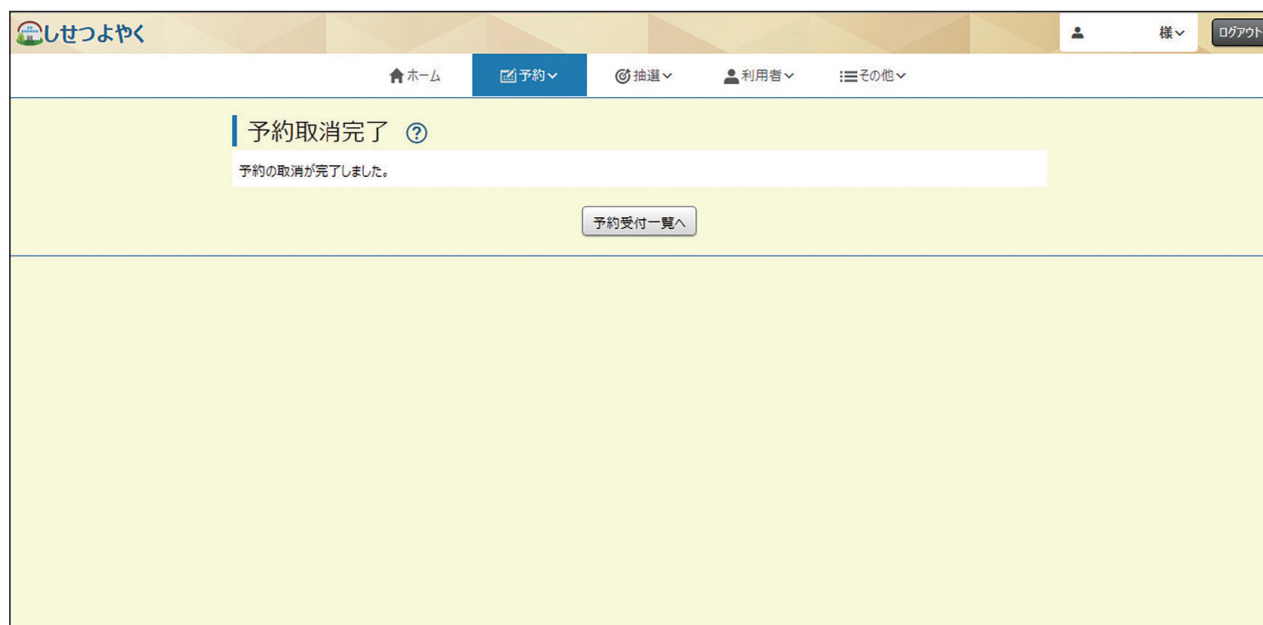 しせつよやく
様
ログアウト
ホーム 予約 抽選 利用者 その他
予約取消完了 ?
予約の取消が完了しました。
予約受付一覧へ